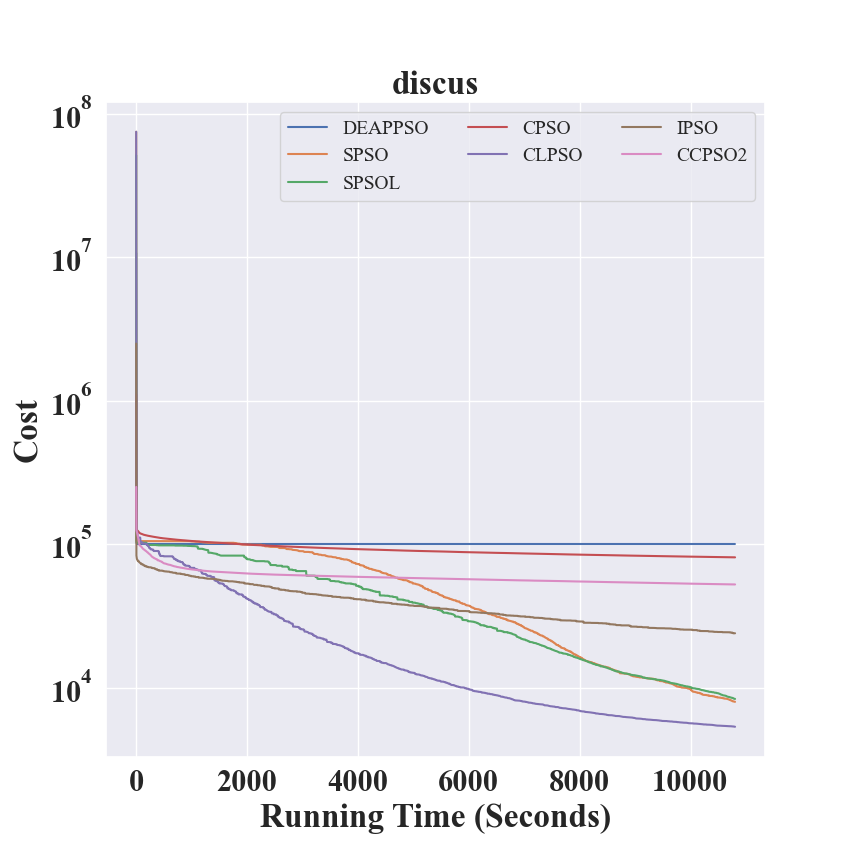 discus
DEAPPSO CPSO IPSO
SPSO CLPSO CCPSO2
SPSOL
10^8
10^7
10^6
10^5
10^4
Cost
0 2000 4000 6000 8000 10000
Running Time (Seconds)